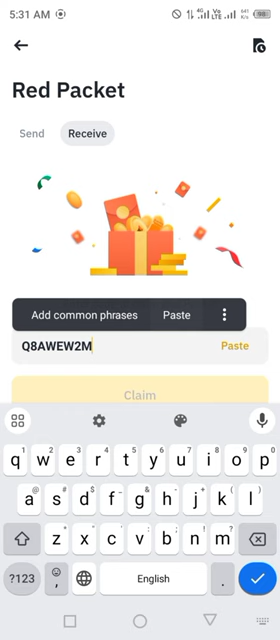 5:31 AM
Red Packet
Send Receive
Add common phrases Paste
Q8AWEW2M Paste
Claim
q w e r t y u i o p
a s d f g h j k l
z x c v b n m
?123 , English .